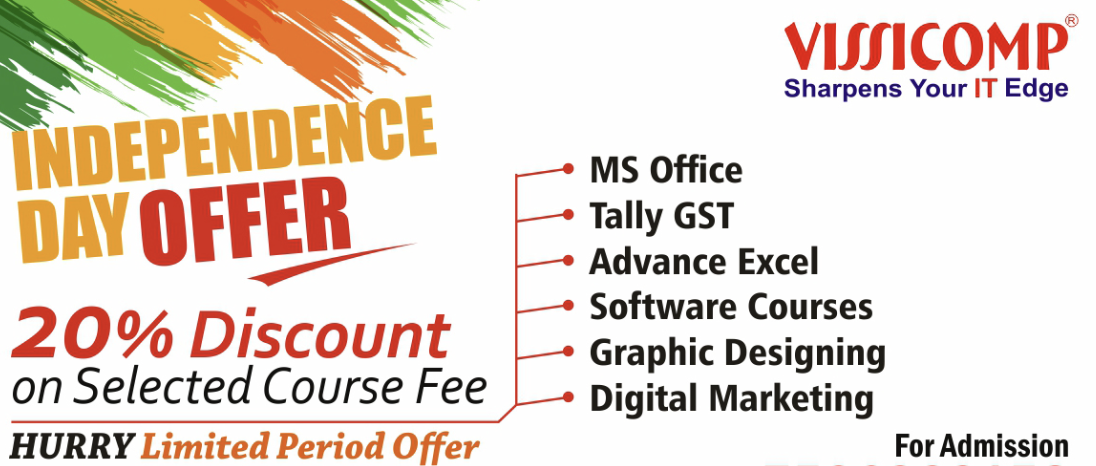 VISSICOMP®
Sharpens Your IT Edge
INDEPENDENCE
DAY OFFER
20% Discount
on Selected Course Fee
HURRY Limited Period Offer
MS Office
Tally GST
Advance Excel
Software Courses
Graphic Designing
Digital Marketing
For Admission